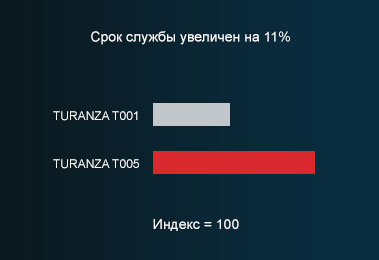 Срок службы увеличен на 11%
TURANZA T001
TURANZA T005
Индекс = 100